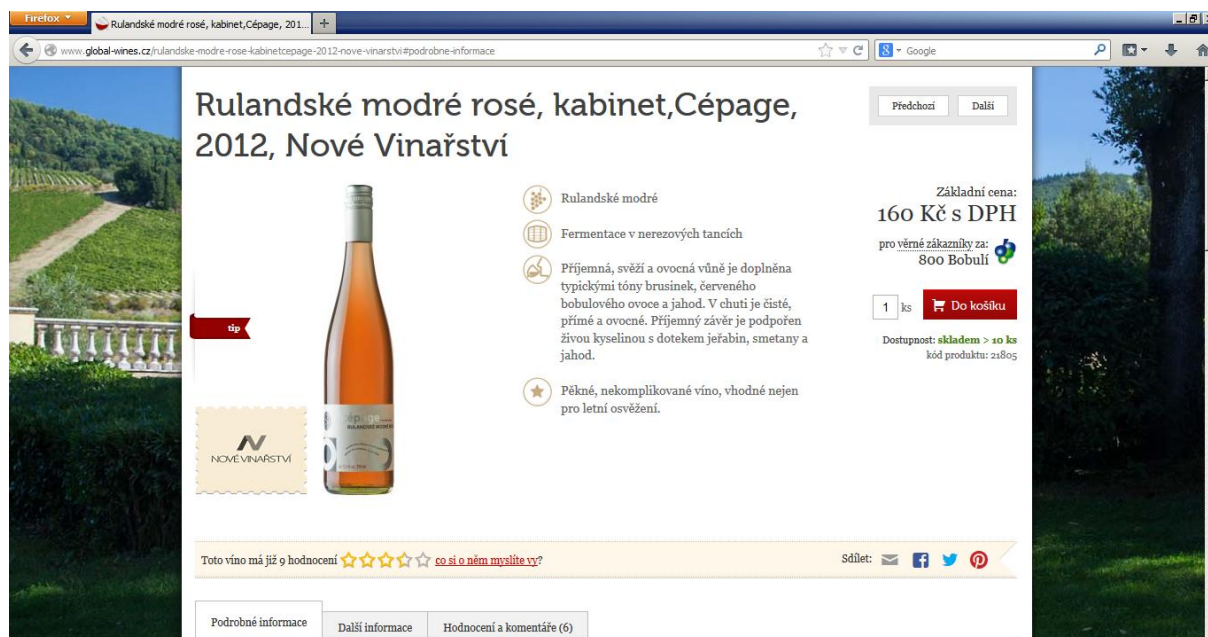 Firefox
Rulandské modré rosé, kabinet,Cépage, 201...
www.global-wines.cz/rulandske-modre-rose-kabinetcepage-2012-nove-vinarstvi#podrobne-informace
Google
Rulandské modré rosé, kabinet,Cépage,
2012, Nové Vinařství
Předchozí
Další
tip
NOVÉ VINAŘSTVÍ
cépage
RULANDSKÉ MODRÉ
Rulandské modré
Fermentace v nerezových tancích
Příjemná, svěží a ovocná vůně je doplněna
typickými tóny brusinek, červeného
bobulového ovoce a jahod. V chuti je čisté,
přímé a ovocné. Příjemný závěr je podpořen
živou kyselinou s dotekem jeřabin, smetany a
jahod.
Pěkné, nekomplikované víno, vhodné nejen
pro letní osvěžení.
Základní cena:
160 Kč s DPH
pro věrné zákazníky za:
800 Bobulí
1 ks Do košíku
Dostupnost: skladem > 10 ks
kód produktu: 21805
Toto víno má již 9 hodnocení co si o něm myslíte vy?
Sdílet:
Podrobné informace
Další informace
Hodnocení a komentáře (6)